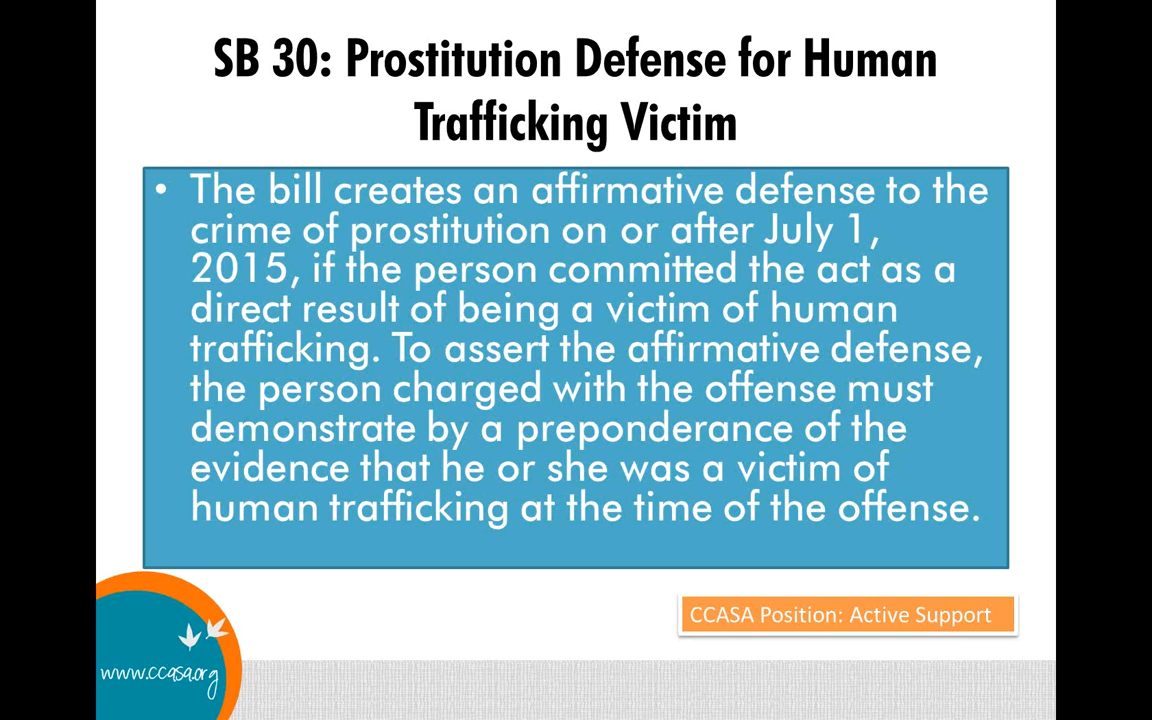 SB 30: Prostitution Defense for Human
Trafficking Victim
• The bill creates an affirmative defense to the
crime of prostitution on or after July 1,
2015, if the person committed the act as a
direct result of being a victim of human
trafficking. To assert the affirmative defense,
the person charged with the offense must
demonstrate by a preponderance of the
evidence that he or she was a victim of
human trafficking at the time of the offense.
CCASA Position: Active Support
www.ccasa.org